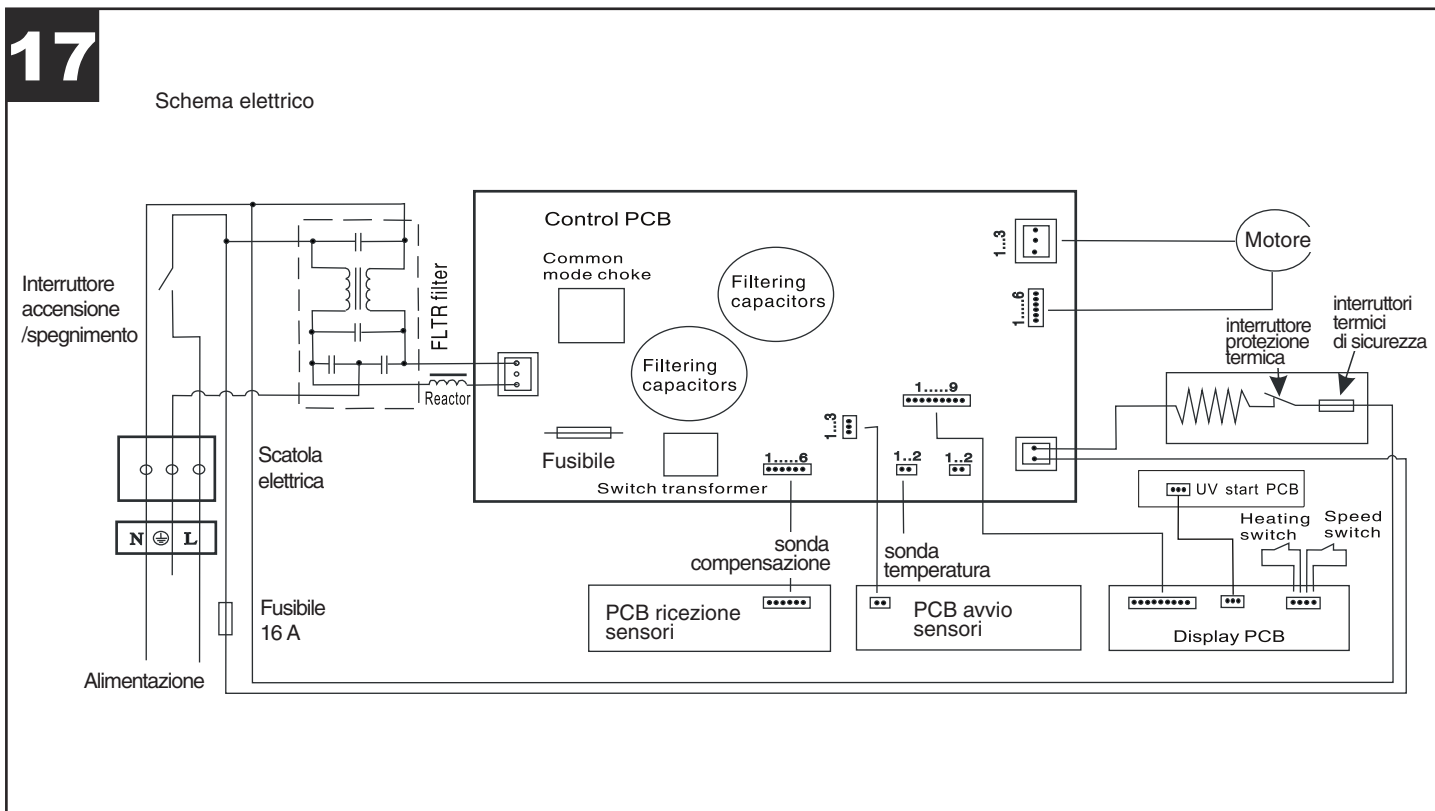 17
Schema elettrico
Interruttore
accensione
/spegnimento
FLTR filter
Reactor
Control PCB
Common
mode choke
Filtering
capacitors
Filtering
capacitors
Fusibile
Switch transformer
1...3
1....6
1.....9
1...3
1.....6
1..2
1..2
Motore
interruttore
protezione
termica
interruttori
termici
di sicurezza
Scatola
elettrica
N L
Fusibile
16 A
Alimentazione
sonda
compensazione
sonda
temperatura
PCB ricezione
sensori
PCB avvio
sensori
UV start PCB
Heating
switch
Speed
switch
Display PCB